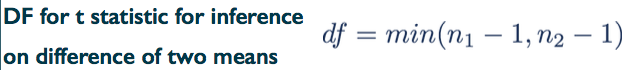 DF for t statistic for inference
on difference of two means
df = min(n₁ − 1, n₂ − 1)